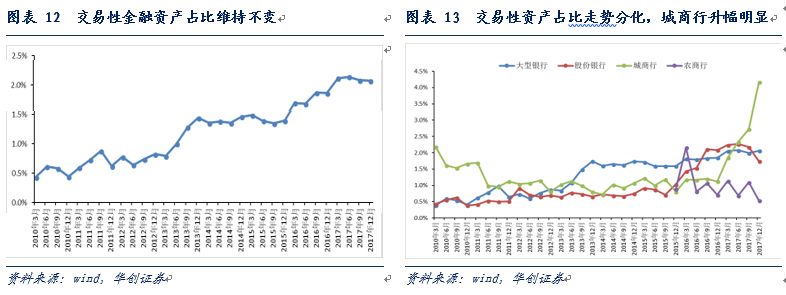 图表 12 交易性金融资产占比维持不变
2.5%
2.0%
1.5%
1.0%
0.5%
0.0%
2010年3月
2010年6月
2010年9月
2010年12月
2011年3月
2011年6月
2011年9月
2011年12月
2012年3月
2012年6月
2012年9月
2012年12月
2013年3月
2013年6月
2013年9月
2013年12月
2014年3月
2014年6月
2014年9月
2014年12月
2015年3月
2015年6月
2015年9月
2015年12月
2016年3月
2016年6月
2016年9月
2016年12月
2017年3月
2017年6月
2017年9月
2017年12月
资料来源：wind，华创证券
图表 13 交易性资产占比走势分化，城商行升幅明显
大型银行 股份银行 城商行 农商行
4.5%
4.0%
3.5%
3.0%
2.5%
2.0%
1.5%
1.0%
0.5%
0.0%
2010年3月
2010年6月
2010年9月
2010年12月
2011年3月
2011年6月
2011年9月
2011年12月
2012年3月
2012年6月
2012年9月
2012年12月
2013年3月
2013年6月
2013年9月
2013年12月
2014年3月
2014年6月
2014年9月
2014年12月
2015年3月
2015年6月
2015年9月
2015年12月
2016年3月
2016年6月
2016年9月
2016年12月
2017年3月
2017年6月
2017年9月
2017年12月
资料来源：wind，华创证券